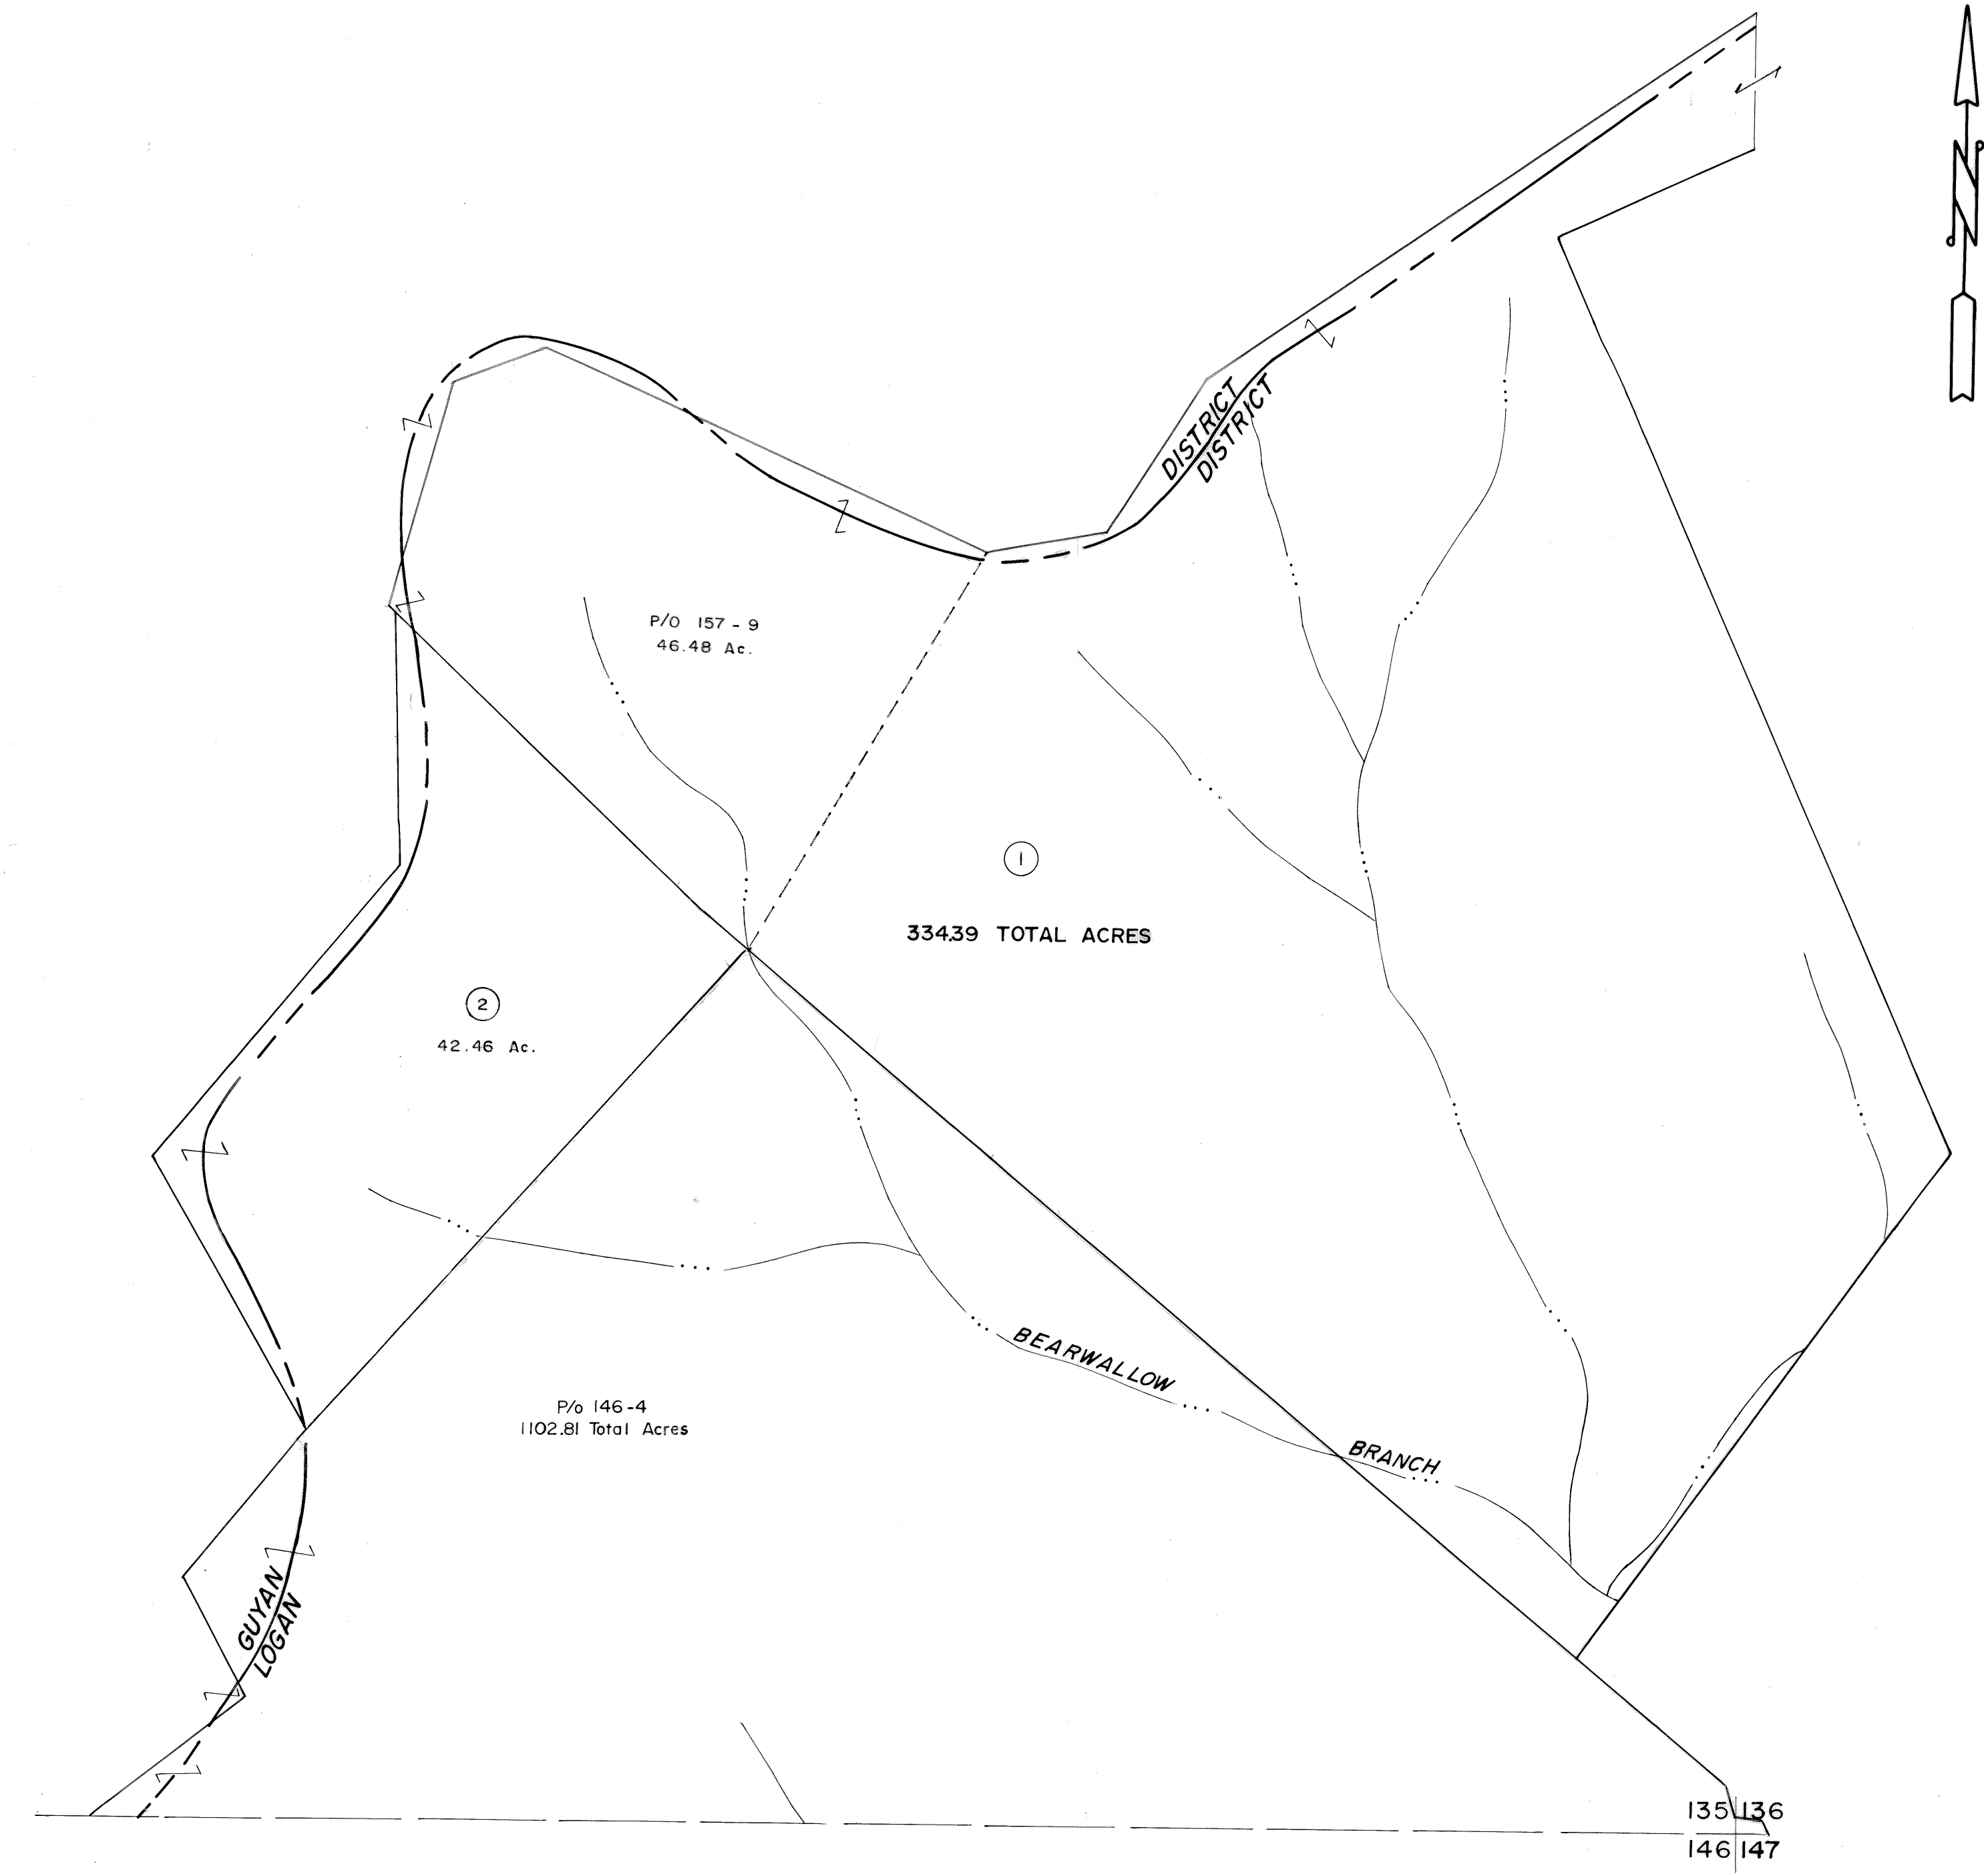 N
DISTRICT
DISTRICT
P/O 157 - 9
46.48 Ac.
1
334.39 TOTAL ACRES
2
42.46 Ac.
BEARWALLOW BRANCH
P/o 146-4
1102.81 Total Acres
GUYAN
LOGAN
135 136
146 147